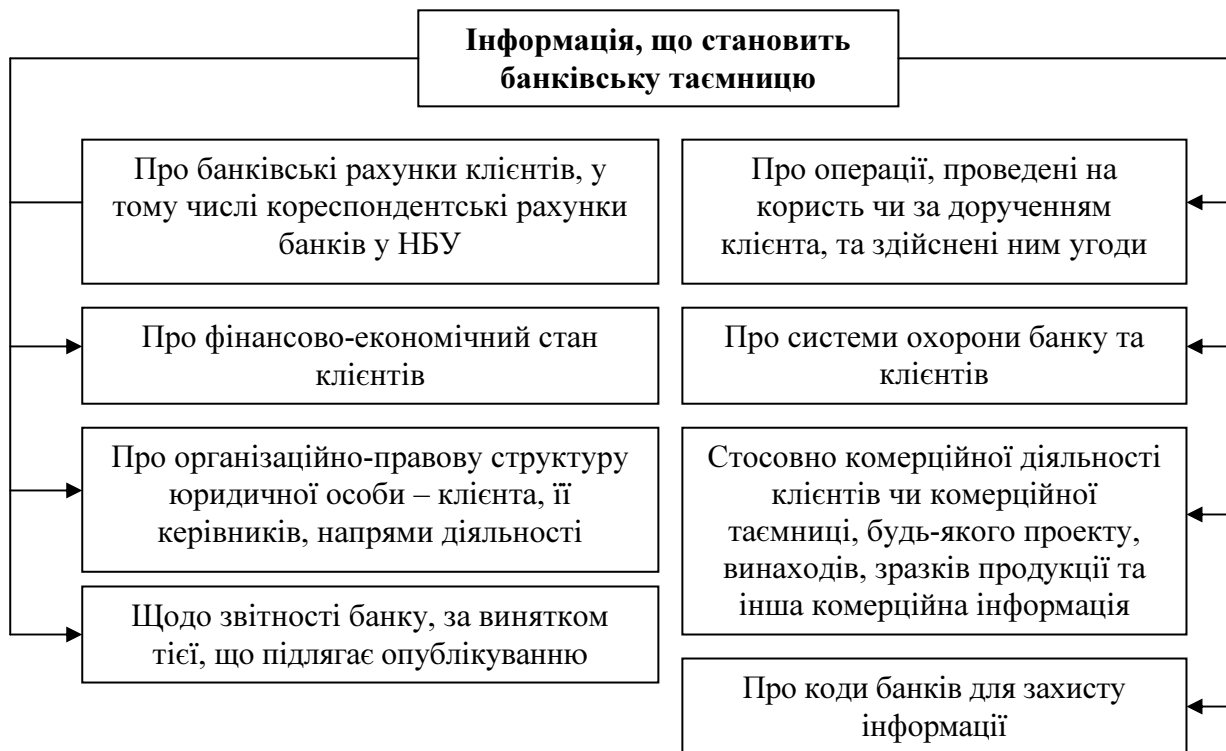 Інформація, що становить
банківську таємницю
Про банківські рахунки клієнтів, у
тому числі кореспондентські рахунки
банків у НБУ
Про фінансово-економічний стан
клієнтів
Про організаційно-правову структуру
юридичної особи – клієнта, її
керівників, напрями діяльності
Щодо звітності банку, за винятком
тієї, що підлягає опублікуванню
Про операції, проведені на
користь чи за дорученням
клієнта, та здійснені ним угоди
Про системи охорони банку та
клієнтів
Стосовно комерційної діяльності
клієнтів чи комерційної
таємниці, будь-якого проекту,
винаходів, зразків продукції та
інша комерційна інформація
Про коди банків для захисту
інформації